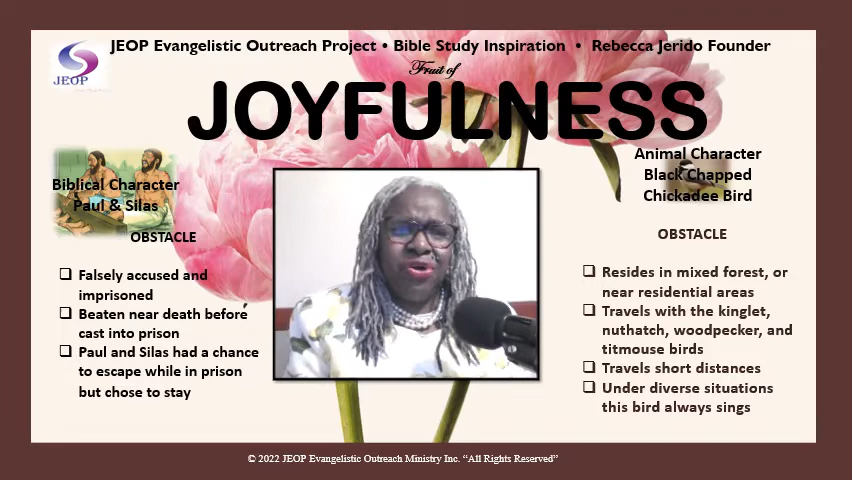 JEOP Evangelistic Outreach Project • Bible Study Inspiration • Rebecca Jerido Founder
JEOP
Fruit of
JOYFULNESS
Biblical Character
Paul & Silas
OBSTACLE
Falsely accused and
imprisoned
Beaten near death before
cast into prison
Paul and Silas had a chance
to escape while in prison
but chose to stay
Animal Character
Black Chapped
Chickadee Bird
OBSTACLE
Resides in mixed forest, or
near residential areas
Travels with the kinglet,
nuthatch, woodpecker, and
titmouse birds
Travels short distances
Under diverse situations
this bird always sings
© 2022 JEOP Evangelistic Outreach Ministry Inc. “All Rights Reserved”